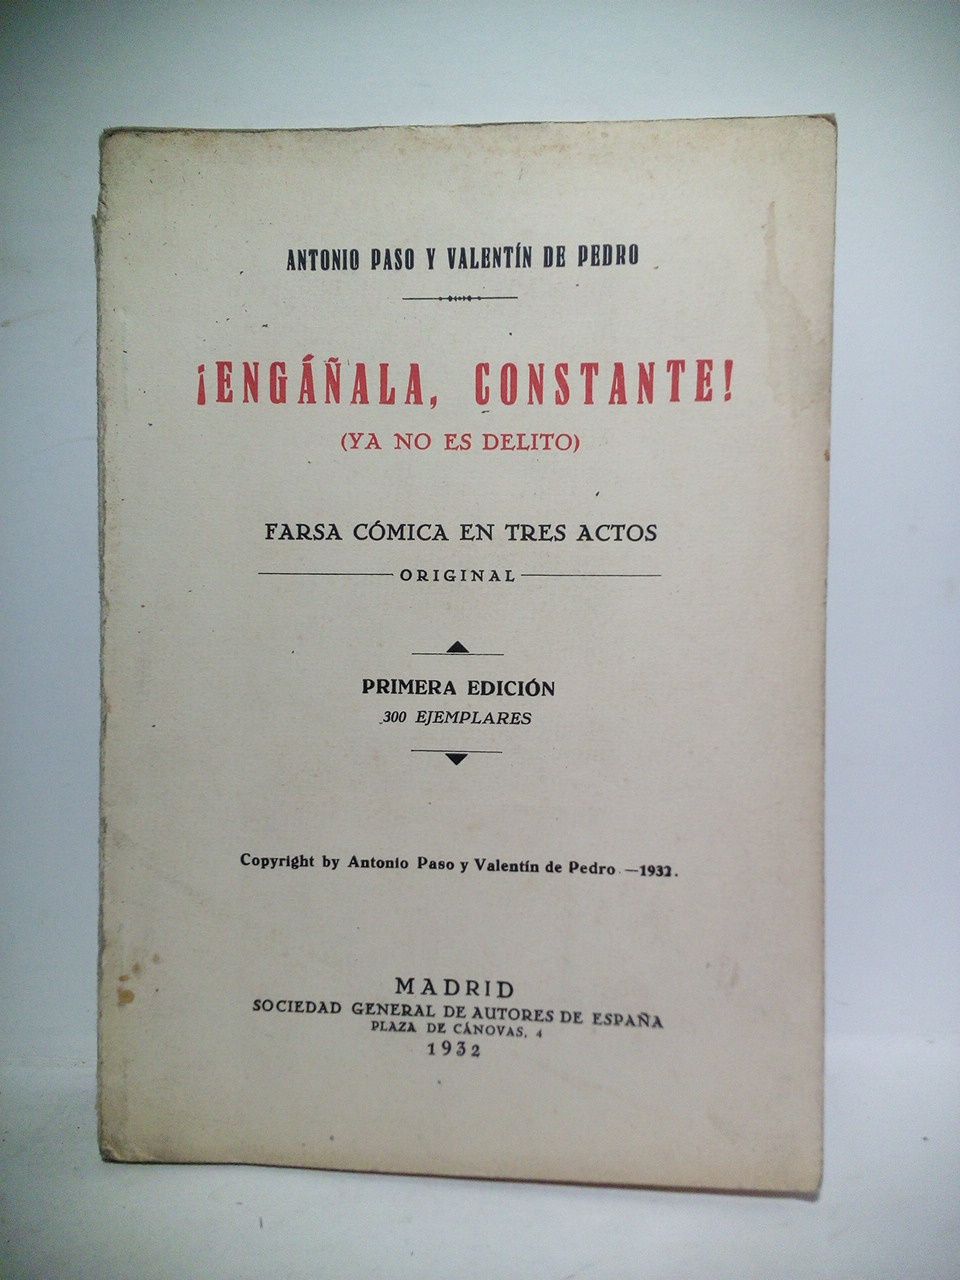 ANTONIO PASO Y VALENTÍN DE PEDRO
¡ENGÁÑALA, CONSTANTE!
(YA NO ES DELITO)
FARSA CÓMICA EN TRES ACTOS
ORIGINAL
PRIMERA EDICIÓN
300 EJEMPLARES
Copyright by Antonio Paso y Valentín de Pedro.—1932.
MADRID
SOCIEDAD GENERAL DE AUTORES DE ESPAÑA
PLAZA DE CÁNOVAS, 4
1932